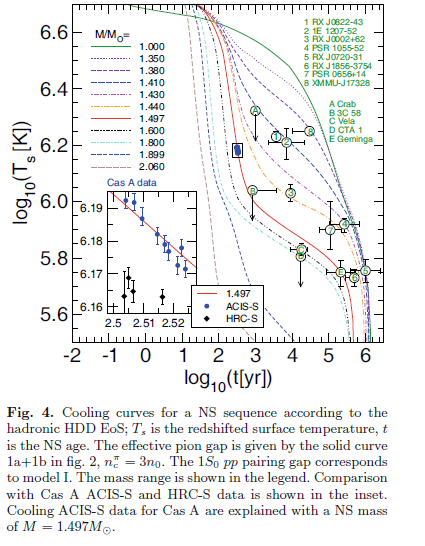 log₁₀(Tₛ [K])
6.6
6.4
6.2
6.0
5.8
5.6
M/M⊙=
1.000
1.350
1.380
1.410
1.430
1.440
1.497
1.600
1.800
1.899
2.060
1 RX J0822-43
2 1E 1207-52
3 RX J0002+62
4 PSR 1055-52
5 RX J0720-31
6 RX J1856-3754
7 PSR 0656+14
8 XMMU-J17328
A Crab
B 3C 58
C Vela
D CTA 1
E Geminga
1
2
3
4
7
E
6
5
Cas A data
6.19
6.18
6.17
6.16
2.5 2.51 2.52
1.497
ACIS-S
HRC-S
-2 -1 0 1 2 3 4 5 6
log₁₀(t[yr])
Fig. 4. Cooling curves for a NS sequence according to the
hadronic HDD EoS; Tₛ is the redshifted surface temperature, t
is the NS age. The effective pion gap is given by the solid curve
1a+1b in fig. 2, n_c^π = 3n₀. The 1S₀ pp pairing gap corresponds
to model I. The mass range is shown in the legend. Comparison
with Cas A ACIS-S and HRC-S data is shown in the inset.
Cooling ACIS-S data for Cas A are explained with a NS mass
of M = 1.497M⊙.